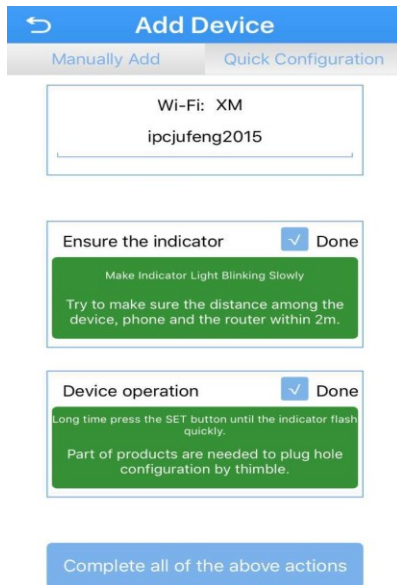 Add Device
Manually Add Quick Configuration
Wi-Fi: XM
ipcjufeng2015
Ensure the indicator √ Done
Make Indicator Light Blinking Slowly
Try to make sure the distance among the
device, phone and the router within 2m.
Device operation √ Done
Long time press the SET button until the indicator flash
quickly.
Part of products are needed to plug hole
configuration by thimble.
Complete all of the above actions